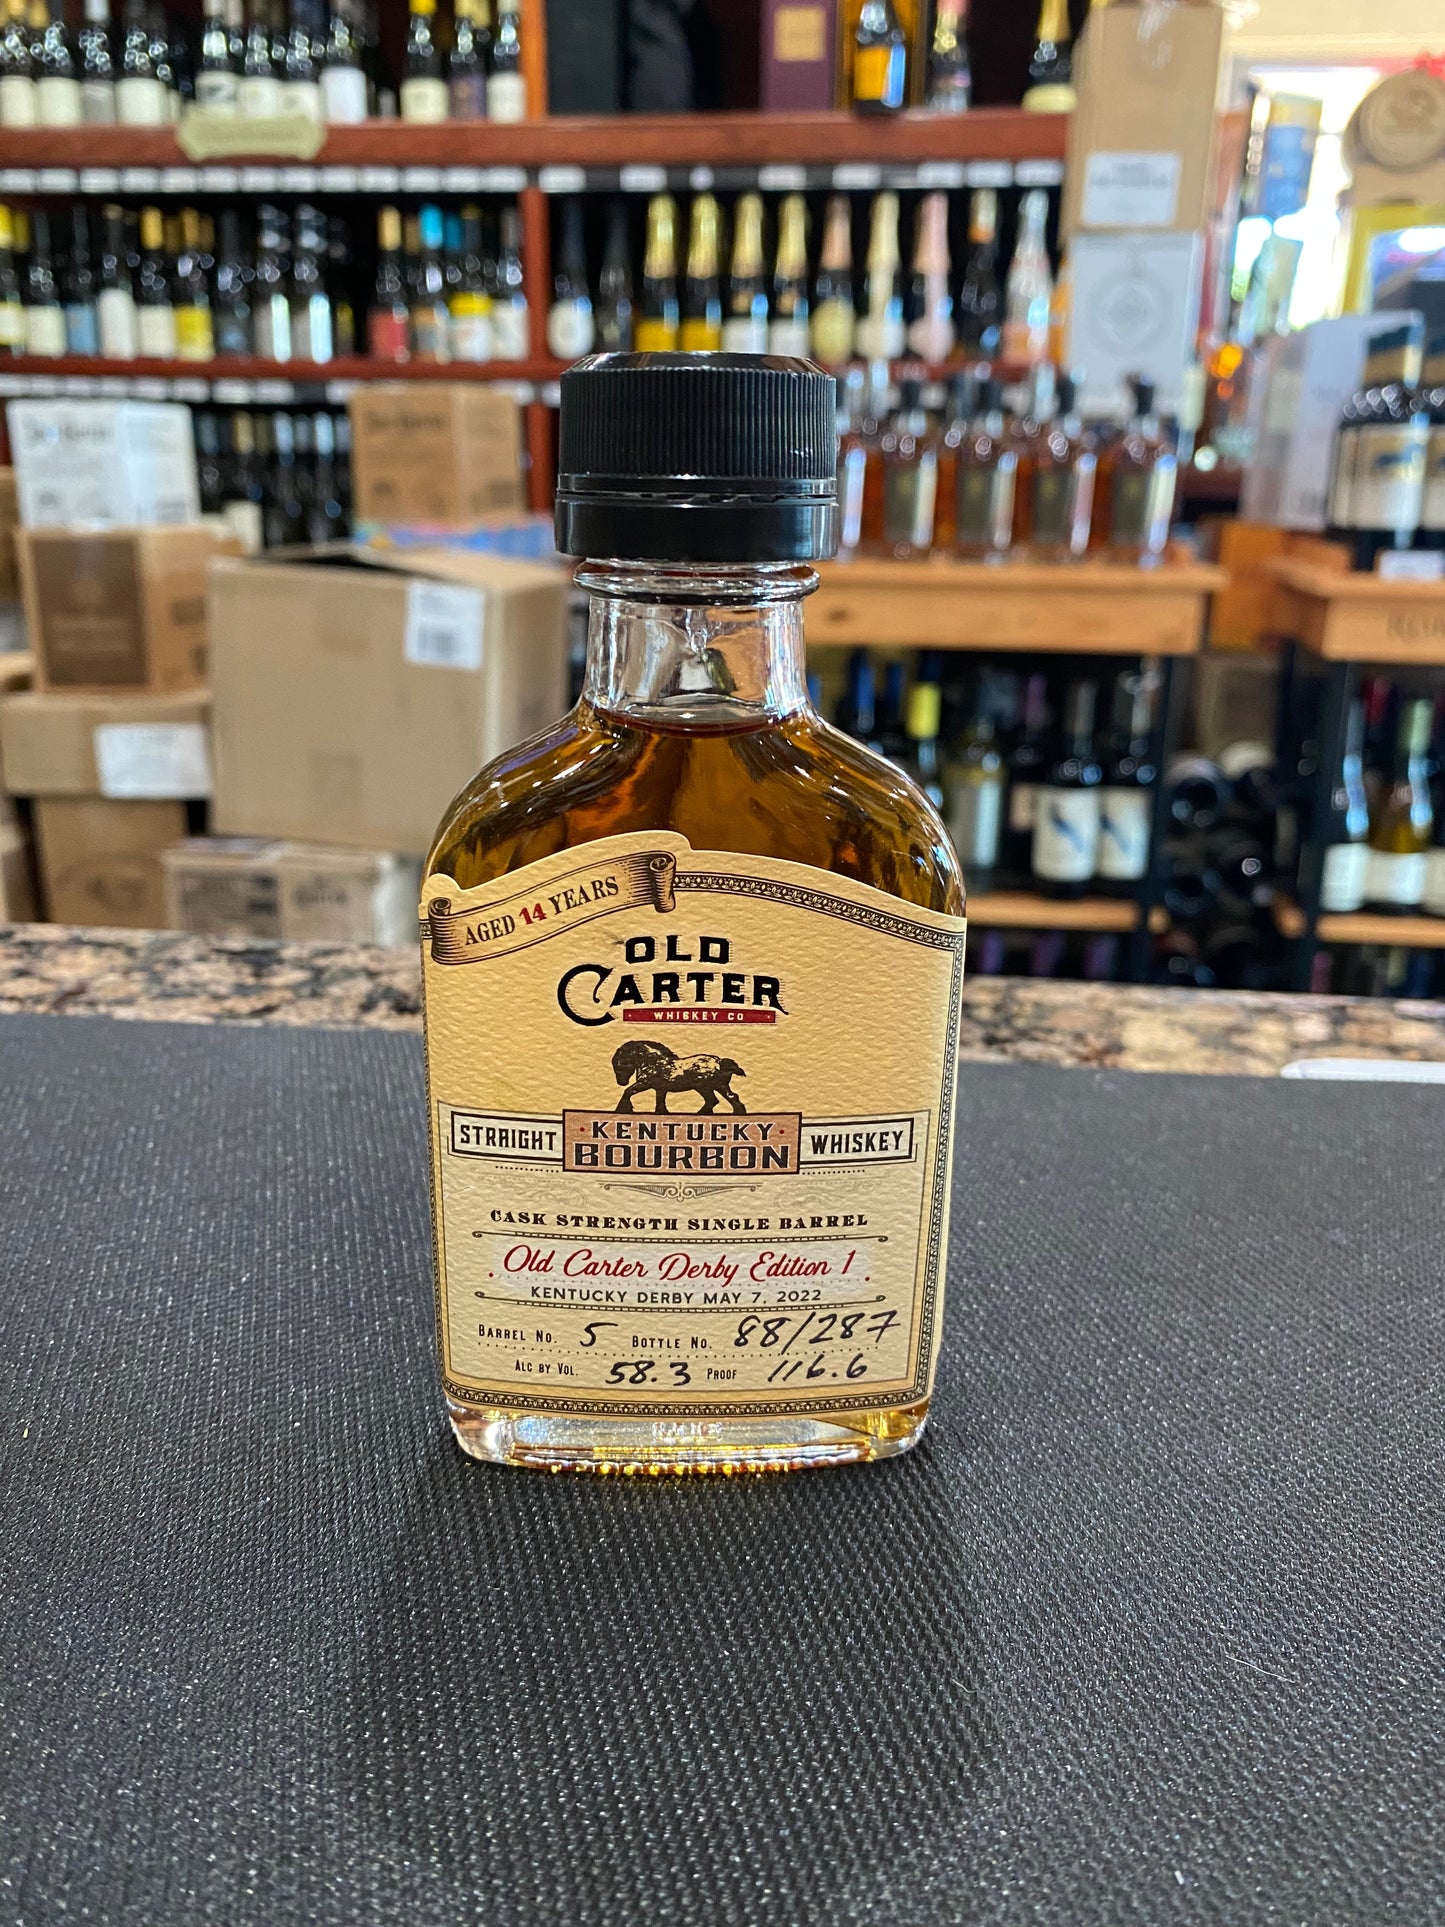 AGED 14 YEARS
OLD
CARTER
WHISKEY CO
STRAIGHT KENTUCKY BOURBON WHISKEY
CASK STRENGTH SINGLE BARREL
Old Carter Derby Edition 1
KENTUCKY DERBY MAY 7, 2022
BARREL NO. 5 BOTTLE NO. 88/287
ALC BY VOL. 58.3 PROOF 116.6